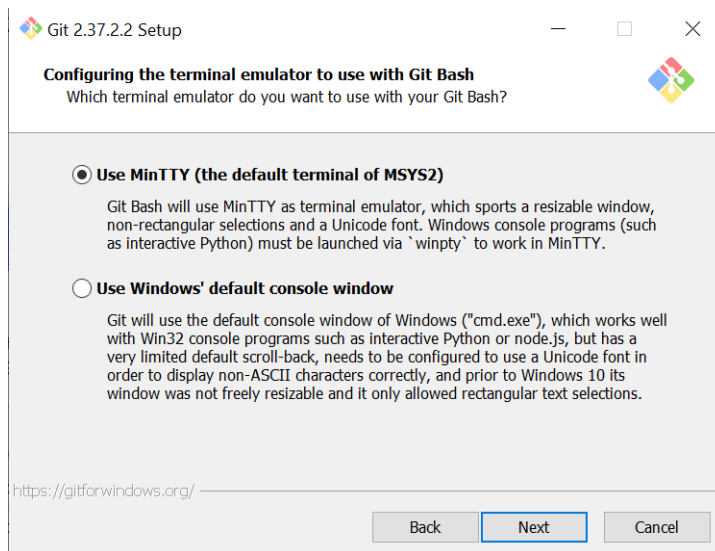 Git 2.37.2.2 Setup
Configuring the terminal emulator to use with Git Bash
Which terminal emulator do you want to use with your Git Bash?
Use MinTTY (the default terminal of MSYS2)
Git Bash will use MinTTY as terminal emulator, which sports a resizable window,
non-rectangular selections and a Unicode font. Windows console programs (such
as interactive Python) must be launched via `winpty` to work in MinTTY.
Use Windows' default console window
Git will use the default console window of Windows ("cmd.exe"), which works well
with Win32 console programs such as interactive Python or node.js, but has a
very limited default scroll-back, needs to be configured to use a Unicode font in
order to display non-ASCII characters correctly, and prior to Windows 10 its
window was not freely resizable and it only allowed rectangular text selections.
https://gitforwindows.org/
Back Next Cancel